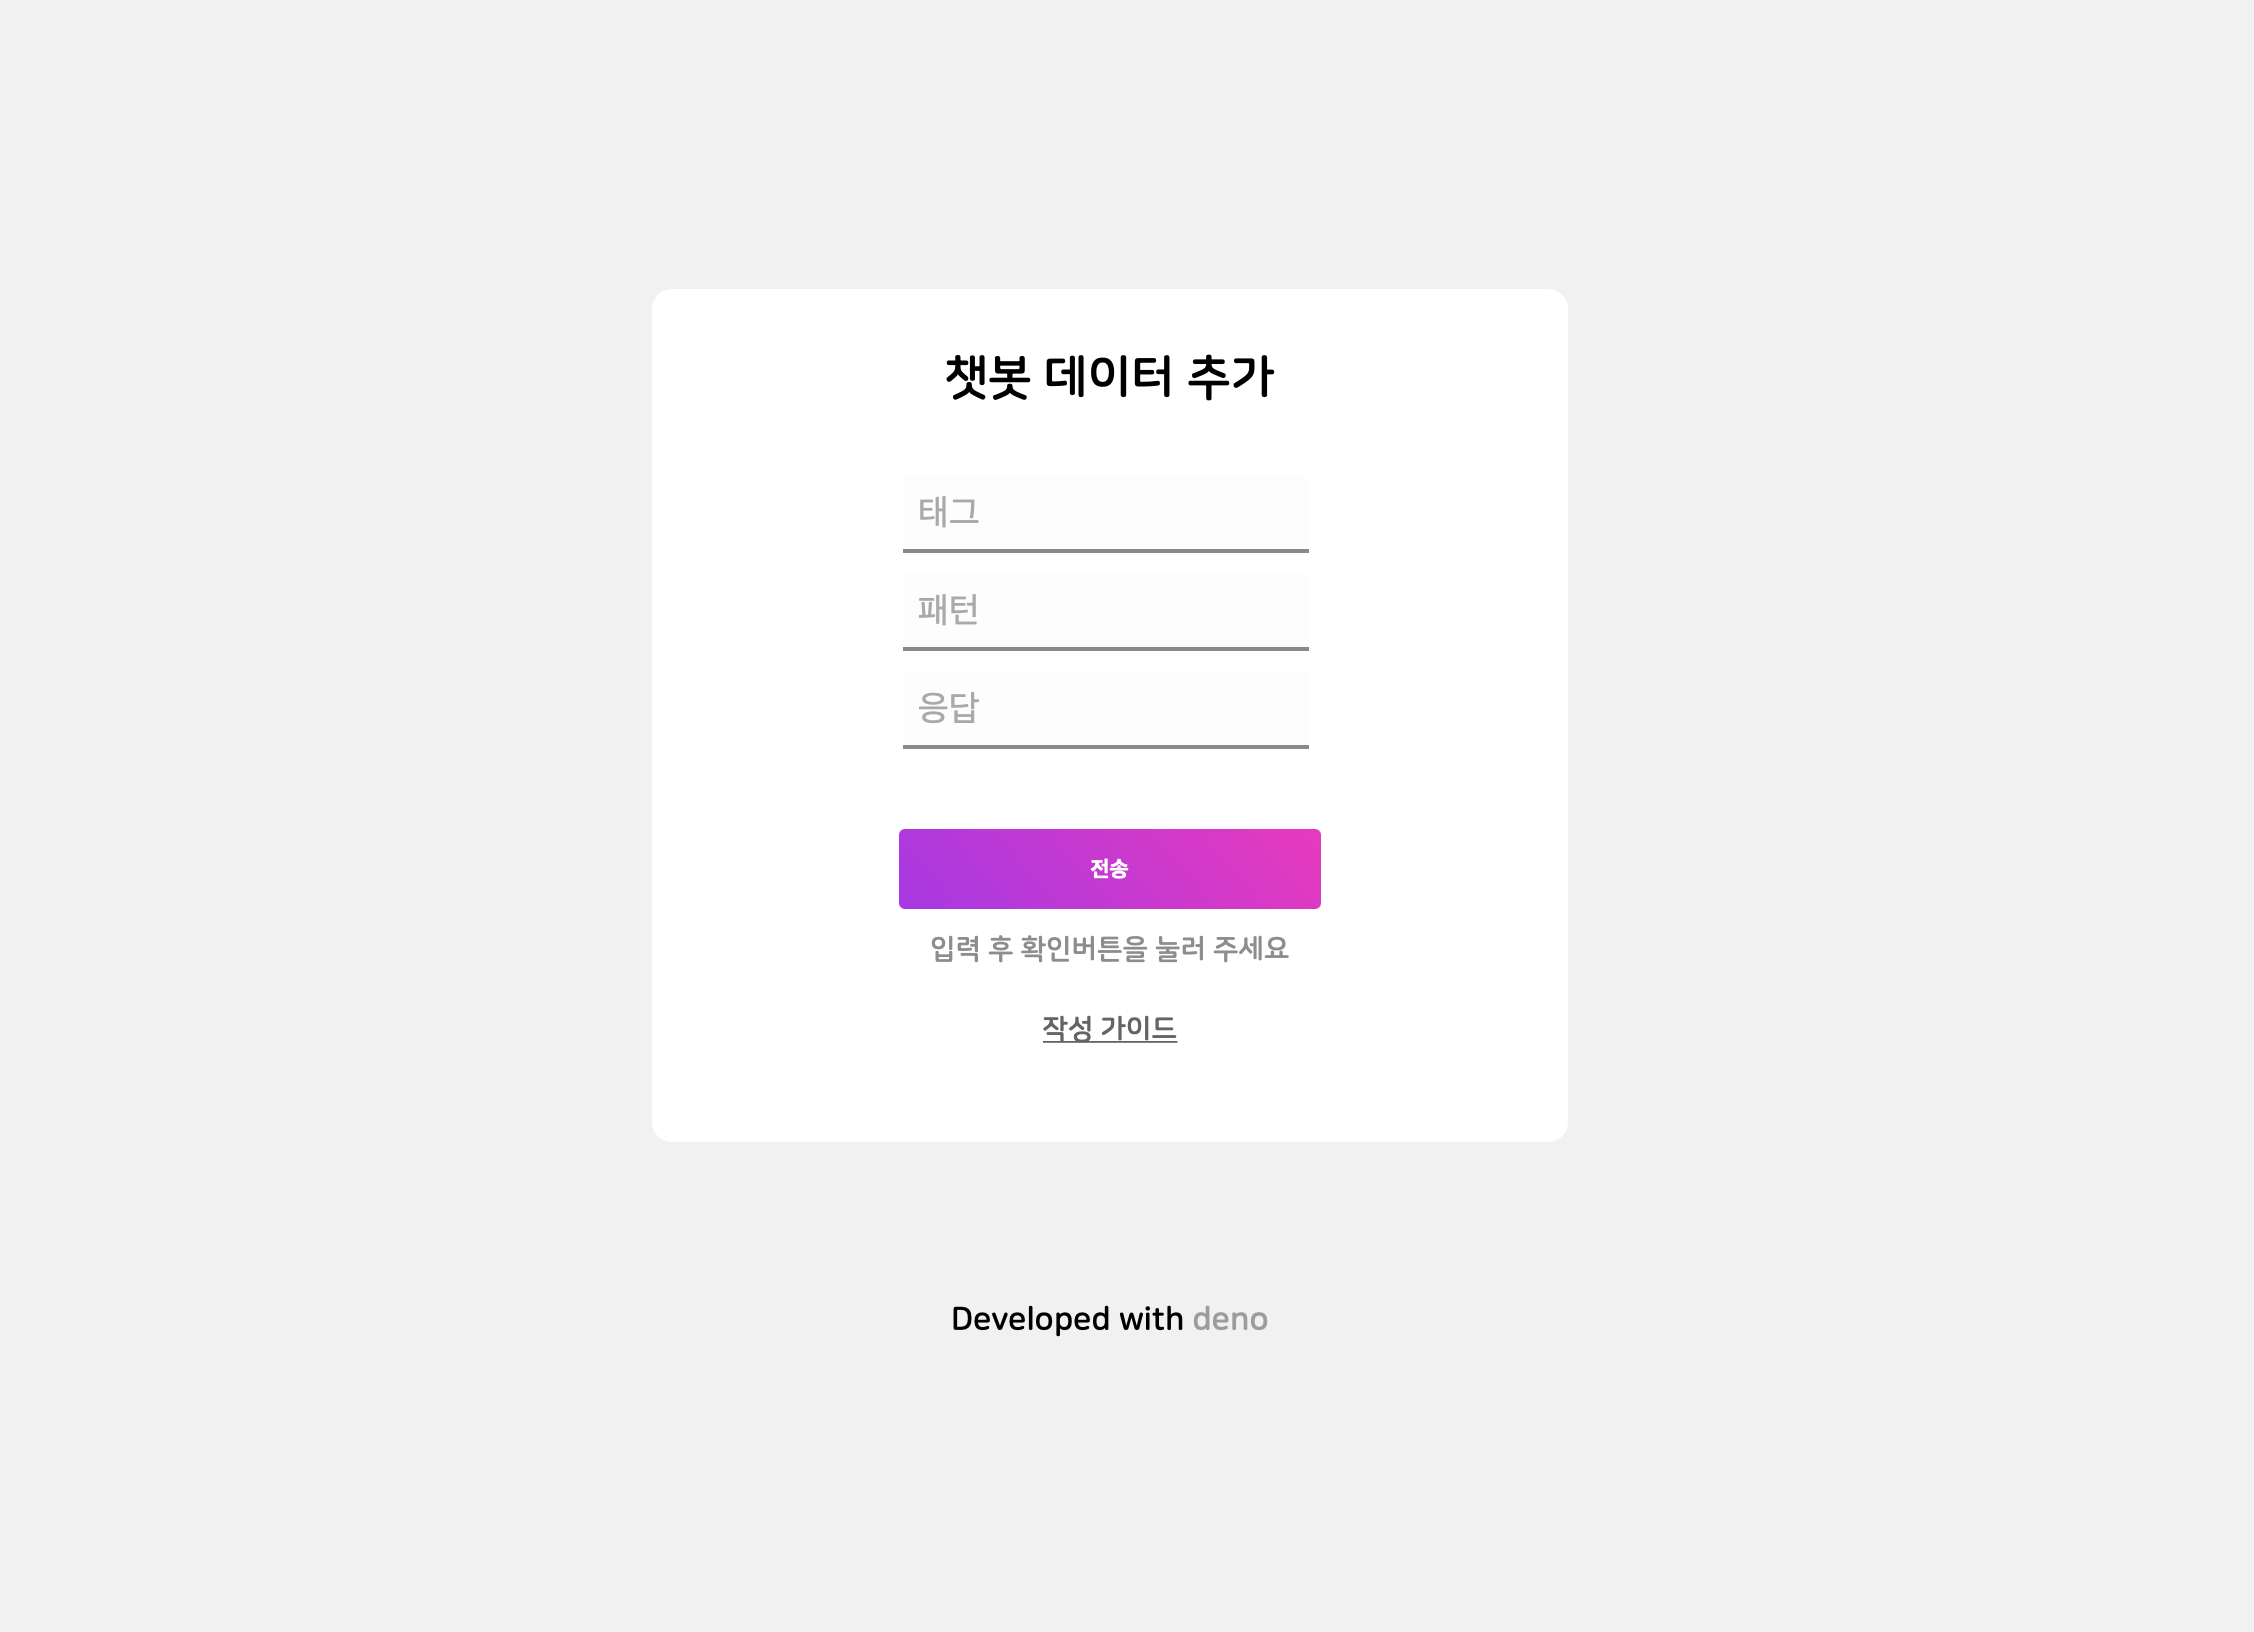 챗봇 데이터 추가
태그
패턴
응답
전송
입력 후 확인버튼을 눌러 주세요
작성 가이드
Developed with deno